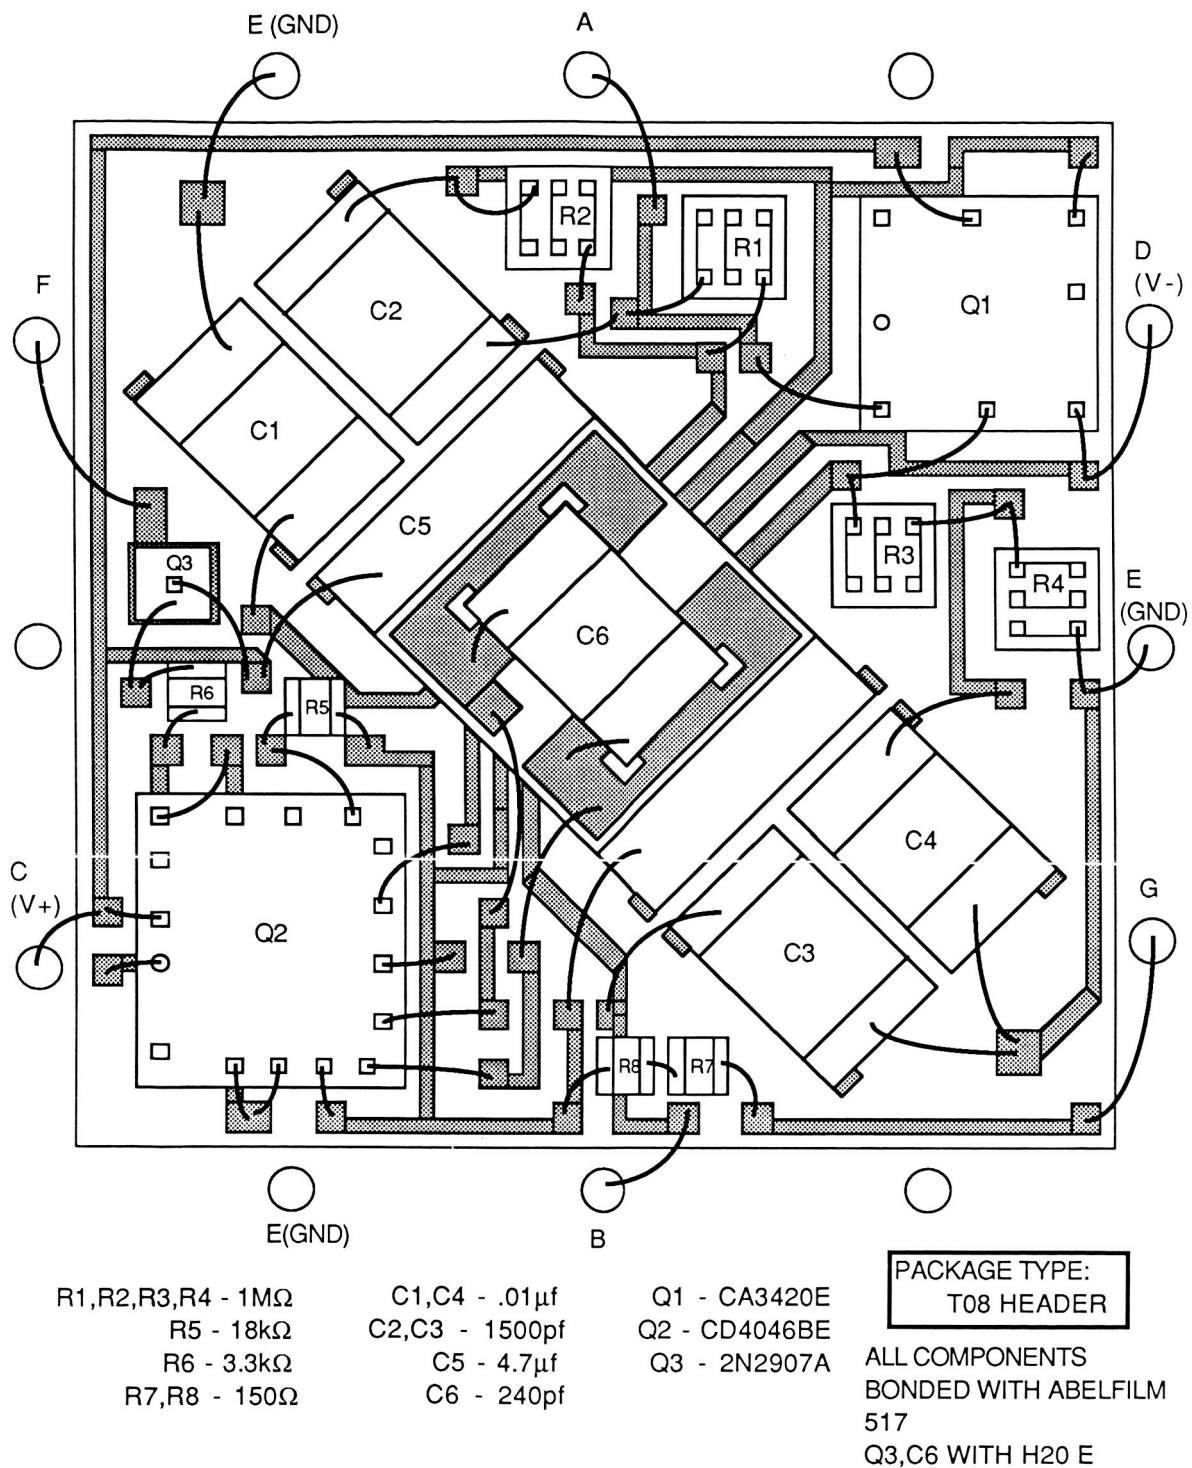 E (GND)
A
R2
R1
D
(V-)
F
C2
Q1
C1
C5
Q3
R3
R4
E
(GND)
C6
R6
R5
C4
C
(V+)
G
Q2
C3
R8
R7
E(GND)
B
R1,R2,R3,R4 - 1MΩ
R5 - 18kΩ
R6 - 3.3kΩ
R7,R8 - 150Ω
C1,C4 - .01µf
C2,C3 - 1500pf
C5 - 4.7µf
C6 - 240pf
Q1 - CA3420E
Q2 - CD4046BE
Q3 - 2N2907A
PACKAGE TYPE:
T08 HEADER
ALL COMPONENTS
BONDED WITH ABELFILM
517
Q3,C6 WITH H20 E